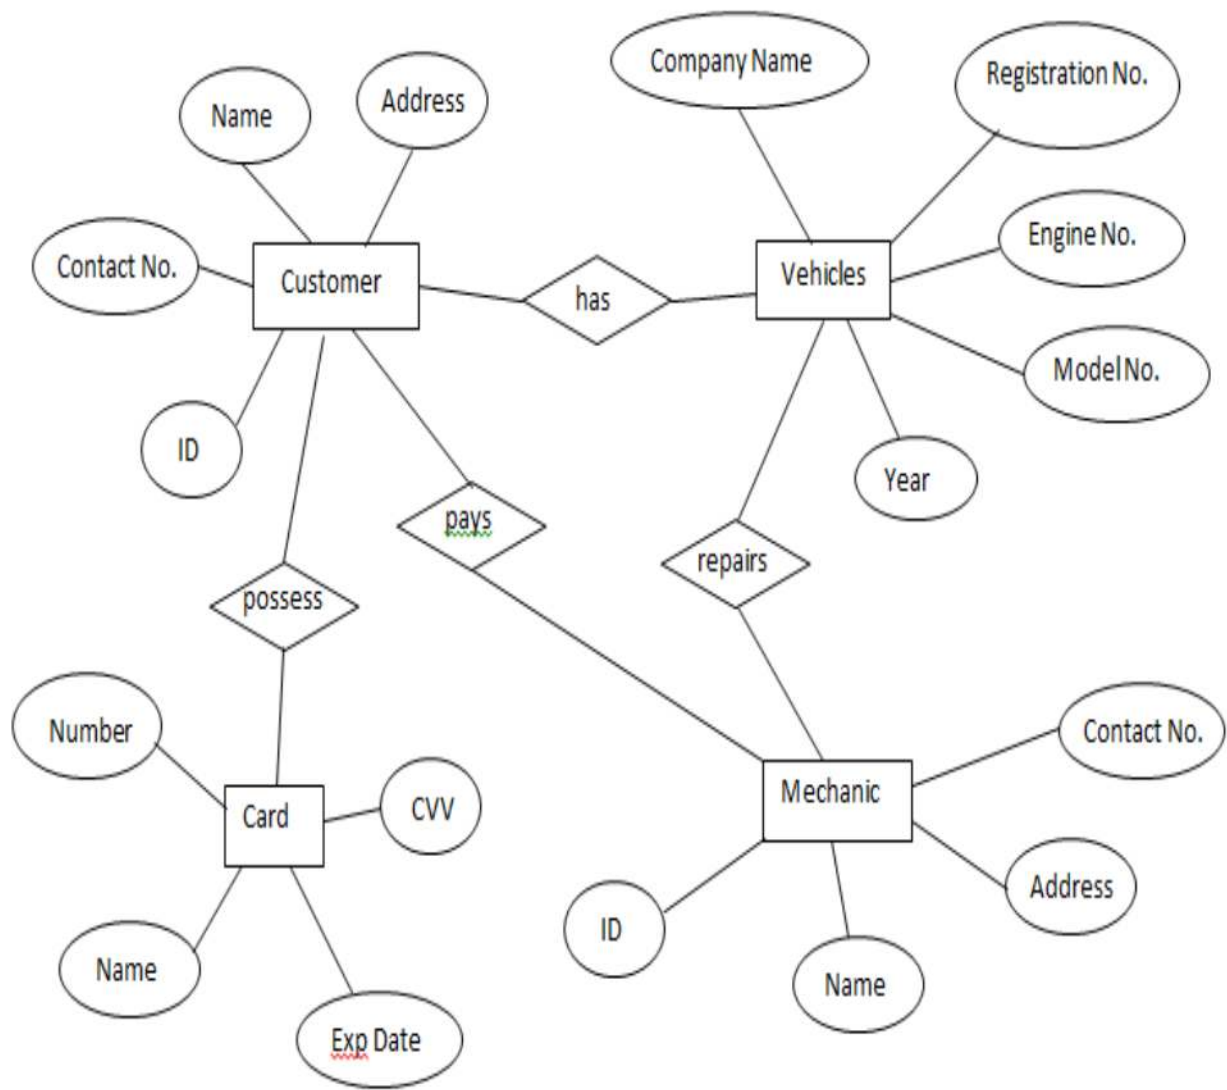 Company Name
Registration No.
Name
Address
Contact No.
Customer
has
Vehicles
Engine No.
Model No.
ID
Year
pays
repairs
possess
Number
Card
CVV
Mechanic
Contact No.
Address
ID
Name
Name
Exp Date